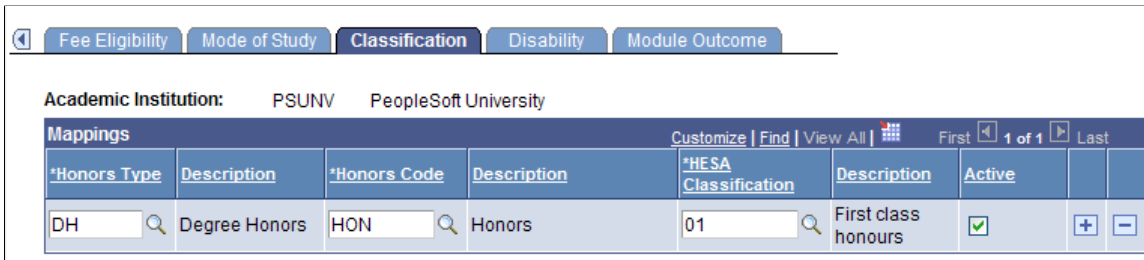 Fee Eligibility Mode of Study Classification Disability Module Outcome
Academic Institution: PSUNV PeopleSoft University
Mappings Customize | Find | View All | First 1 of 1 Last
*Honors Type Description *Honors Code Description *HESA Classification Description Active
DH Degree Honors HON Honors 01 First class honours